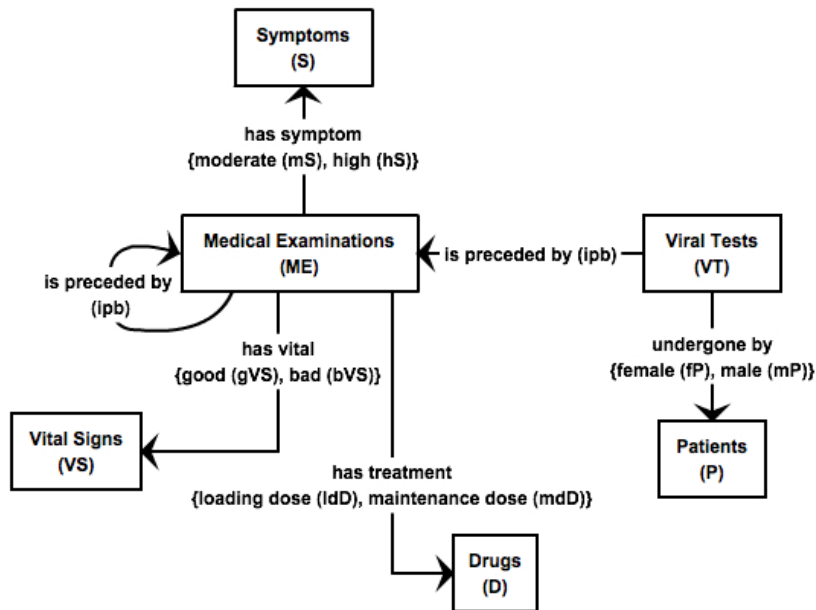 Symptoms
(S)
has symptom
{moderate (mS), high (hS)}
Medical Examinations
(ME)
is preceded by (ipb)
Viral Tests
(VT)
is preceded by
(ipb)
has vital
{good (gVS), bad (bVS)}
undergone by
{female (fP), male (mP)}
Vital Signs
(VS)
Patients
(P)
has treatment
{loading dose (ldD), maintenance dose (mdD)}
Drugs
(D)